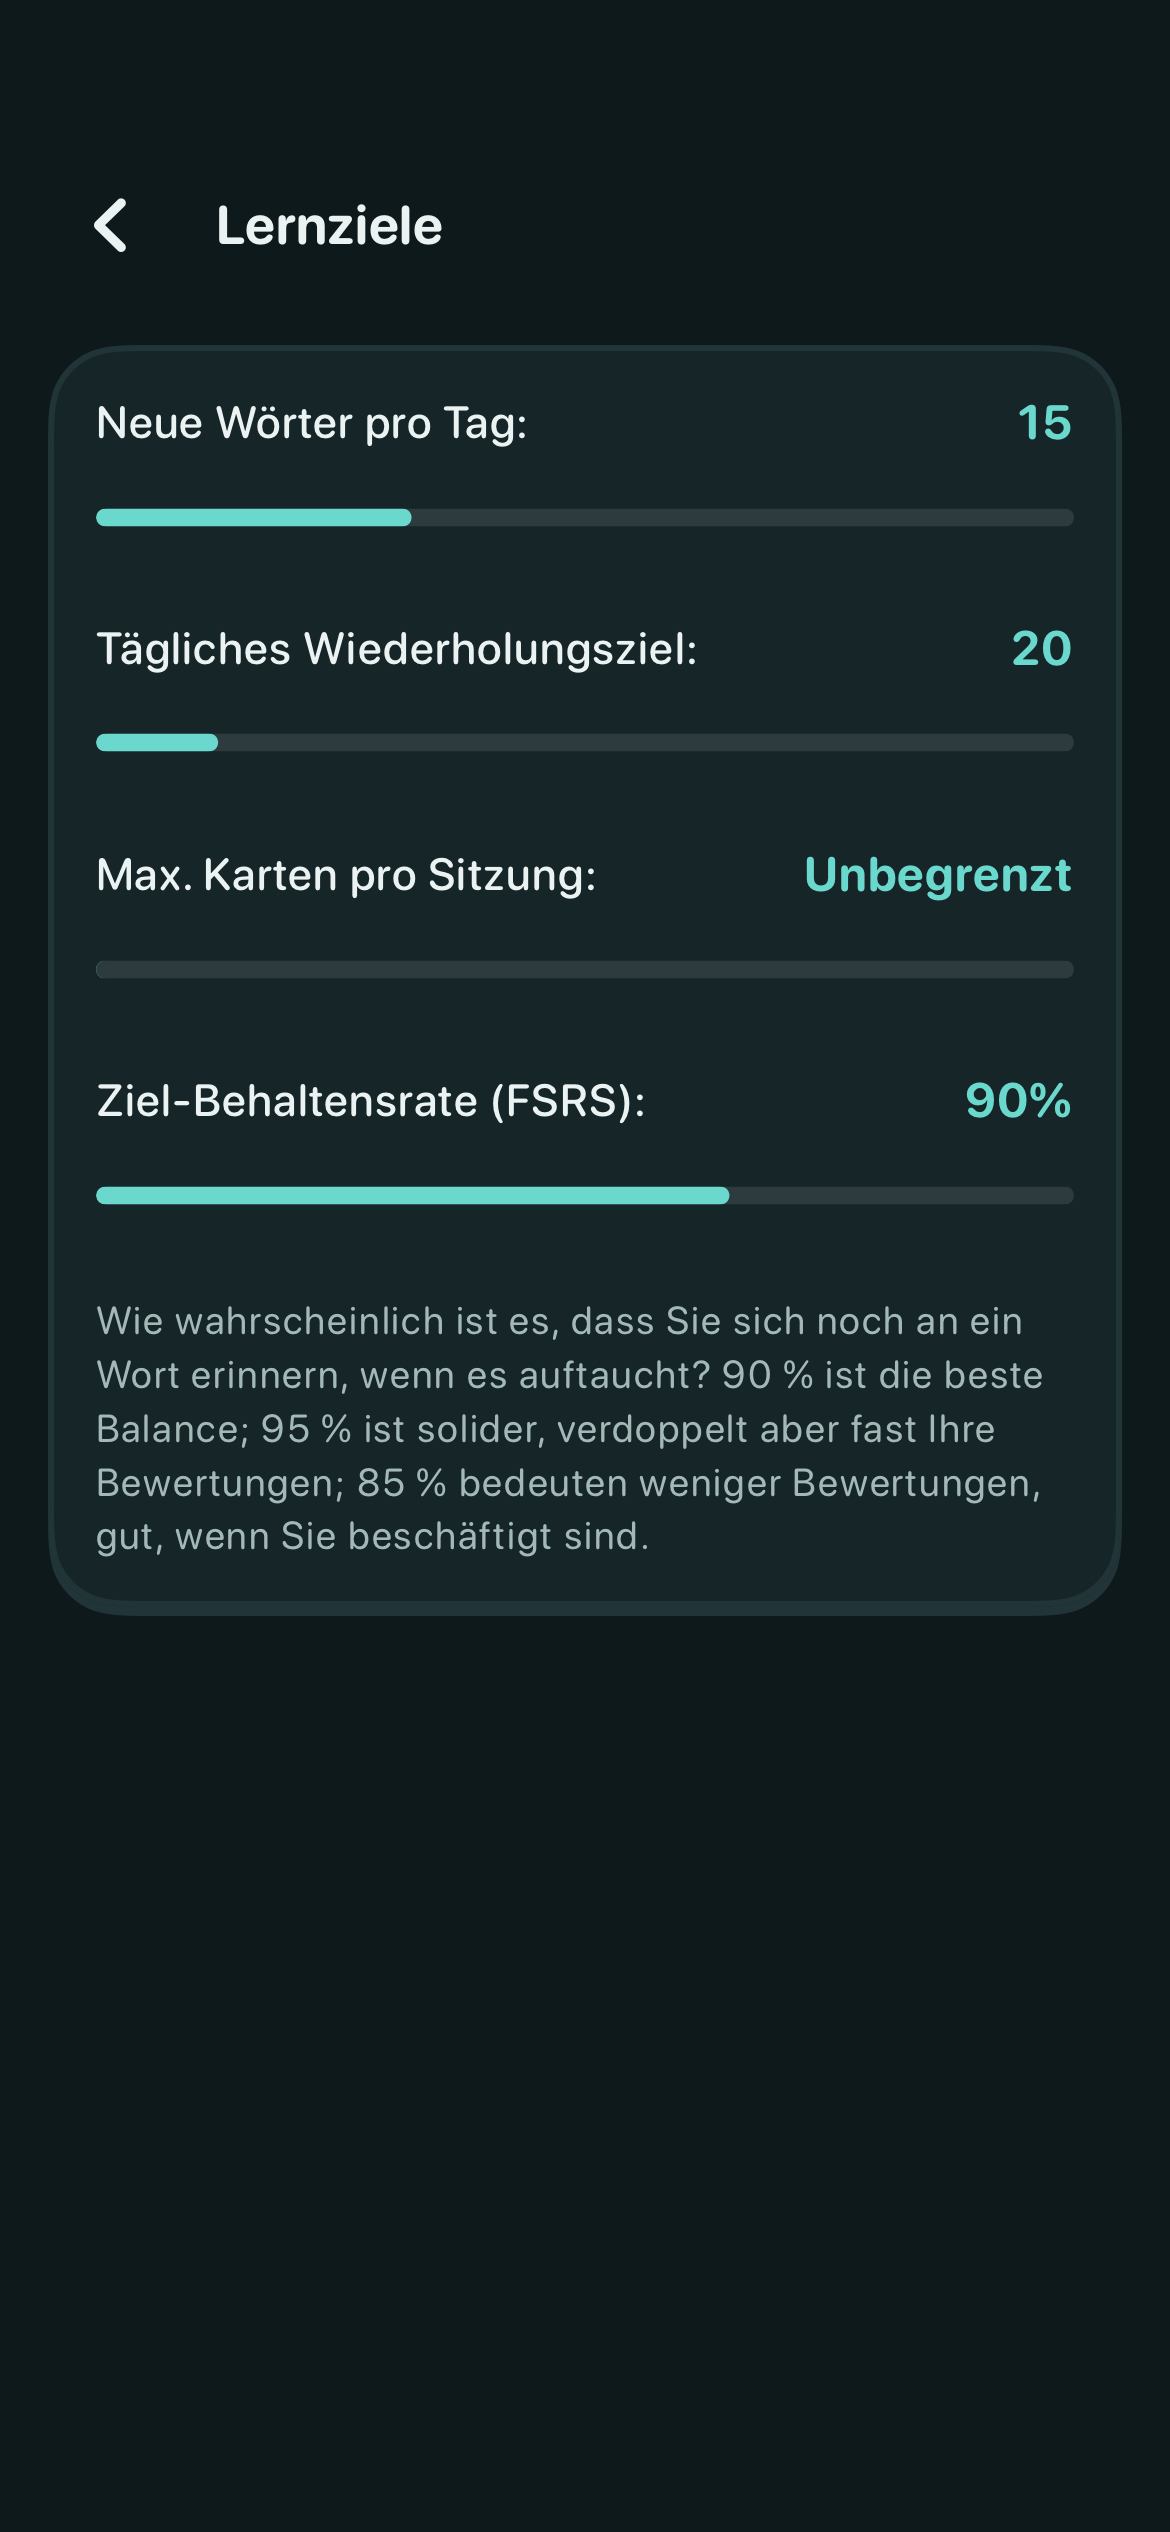 Lernziele
Neue Wörter pro Tag: 15
Tägliches Wiederholungsziel: 20
Max. Karten pro Sitzung: Unbegrenzt
Ziel-Behaltensrate (FSRS): 90%
Wie wahrscheinlich ist es, dass Sie sich noch an ein
Wort erinnern, wenn es auftaucht? 90 % ist die beste
Balance; 95 % ist solider, verdoppelt aber fast Ihre
Bewertungen; 85 % bedeuten weniger Bewertungen,
gut, wenn Sie beschäftigt sind.